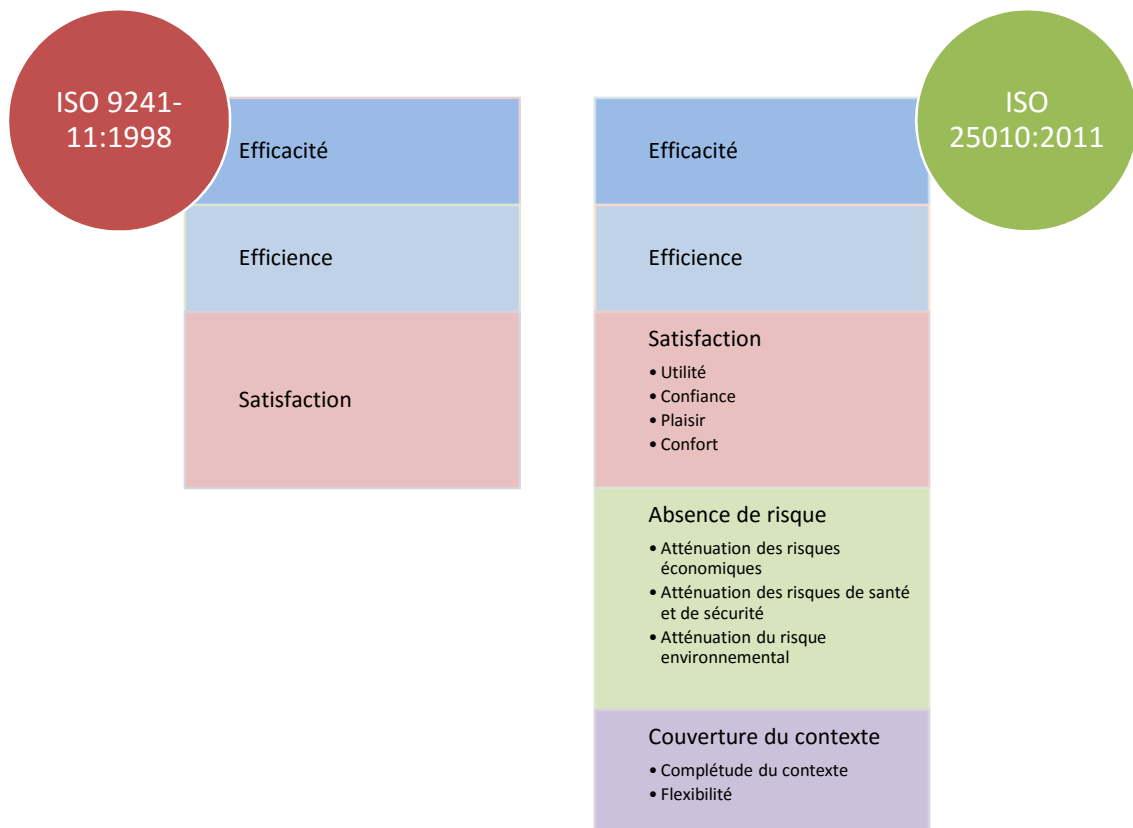 ISO 9241-
11:1998
Efficacité
Efficience
Satisfaction
ISO
25010:2011
Efficacité
Efficience
Satisfaction
• Utilité
• Confiance
• Plaisir
• Confort
Absence de risque
• Atténuation des risques
économiques
• Atténuation des risques de santé
et de sécurité
• Atténuation du risque
environnemental
Couverture du contexte
• Complétude du contexte
• Flexibilité